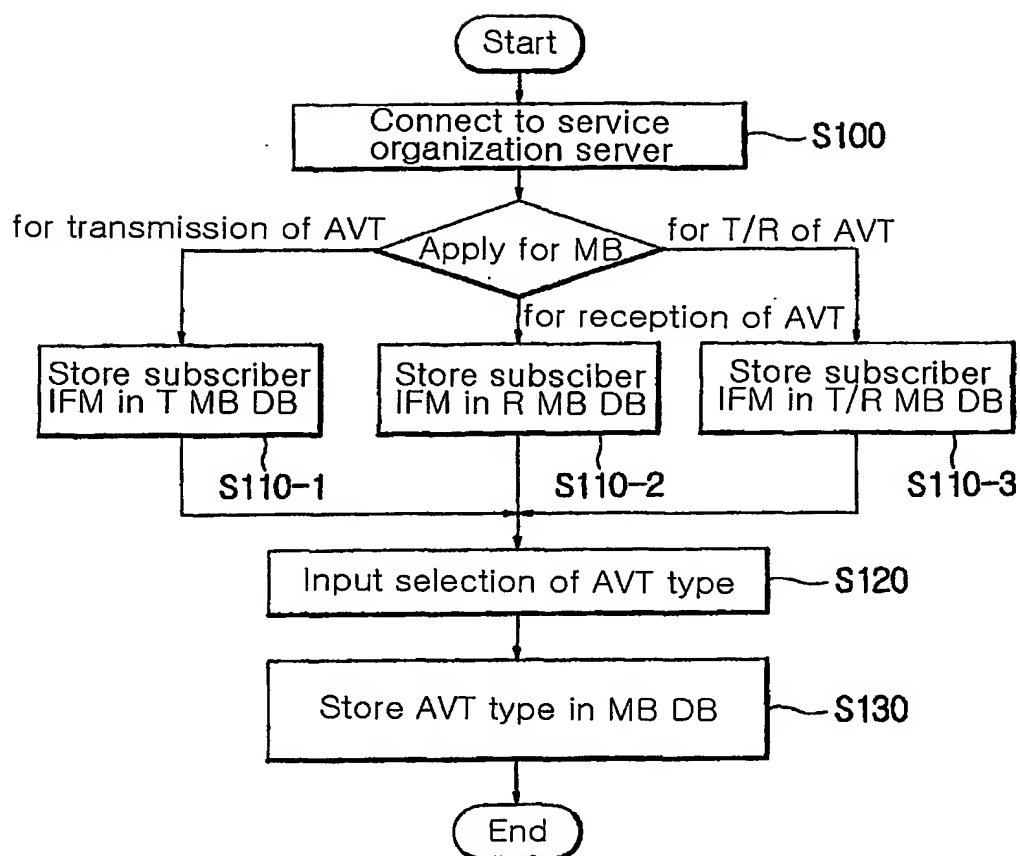 Start
Connect to service
organization server
S100
for transmission of AVT
Apply for MB
for T/R of AVT
for reception of AVT
Store subscriber
IFM in T MB DB
Store subsciber
IFM in R MB DB
Store subscriber
IFM in T/R MB DB
S110-1
S110-2
S110-3
Input selection of AVT type
S120
Store AVT type in MB DB
S130
End